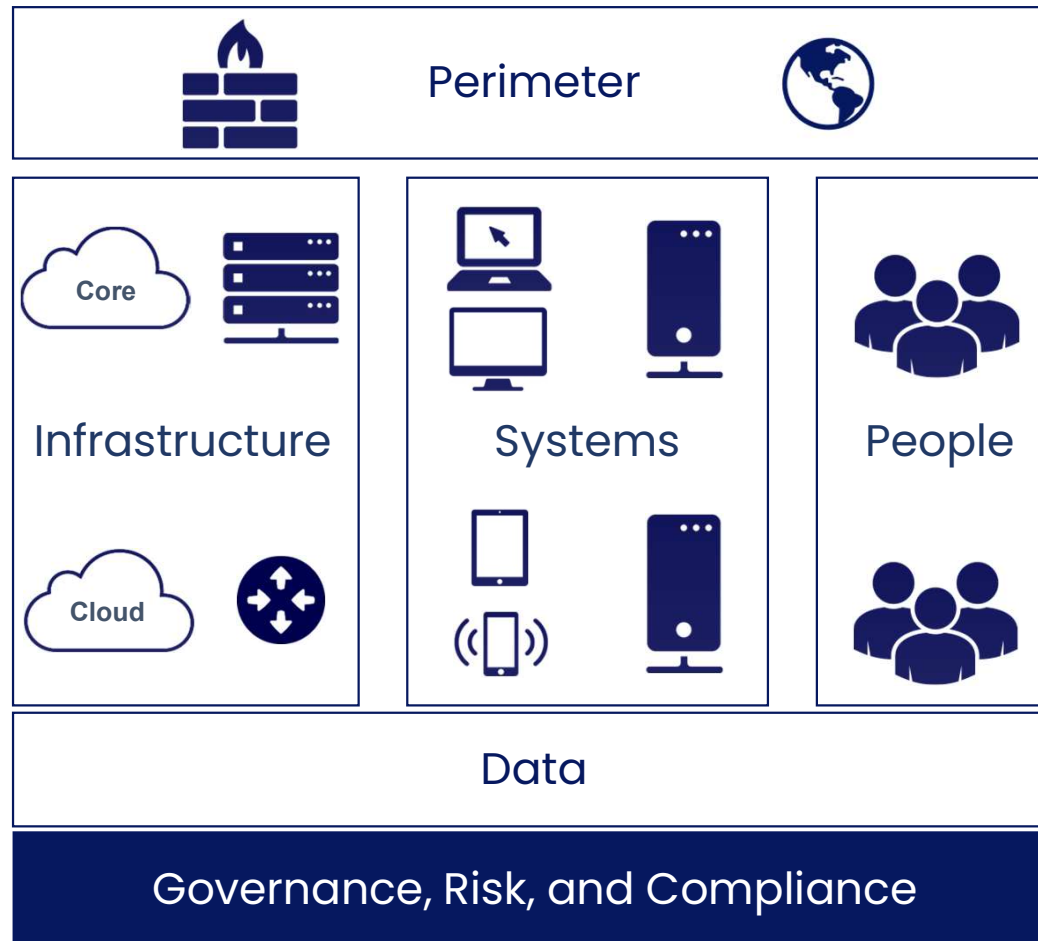 Perimeter
Core
Infrastructure
Cloud
Systems
People
Data
Governance, Risk, and Compliance